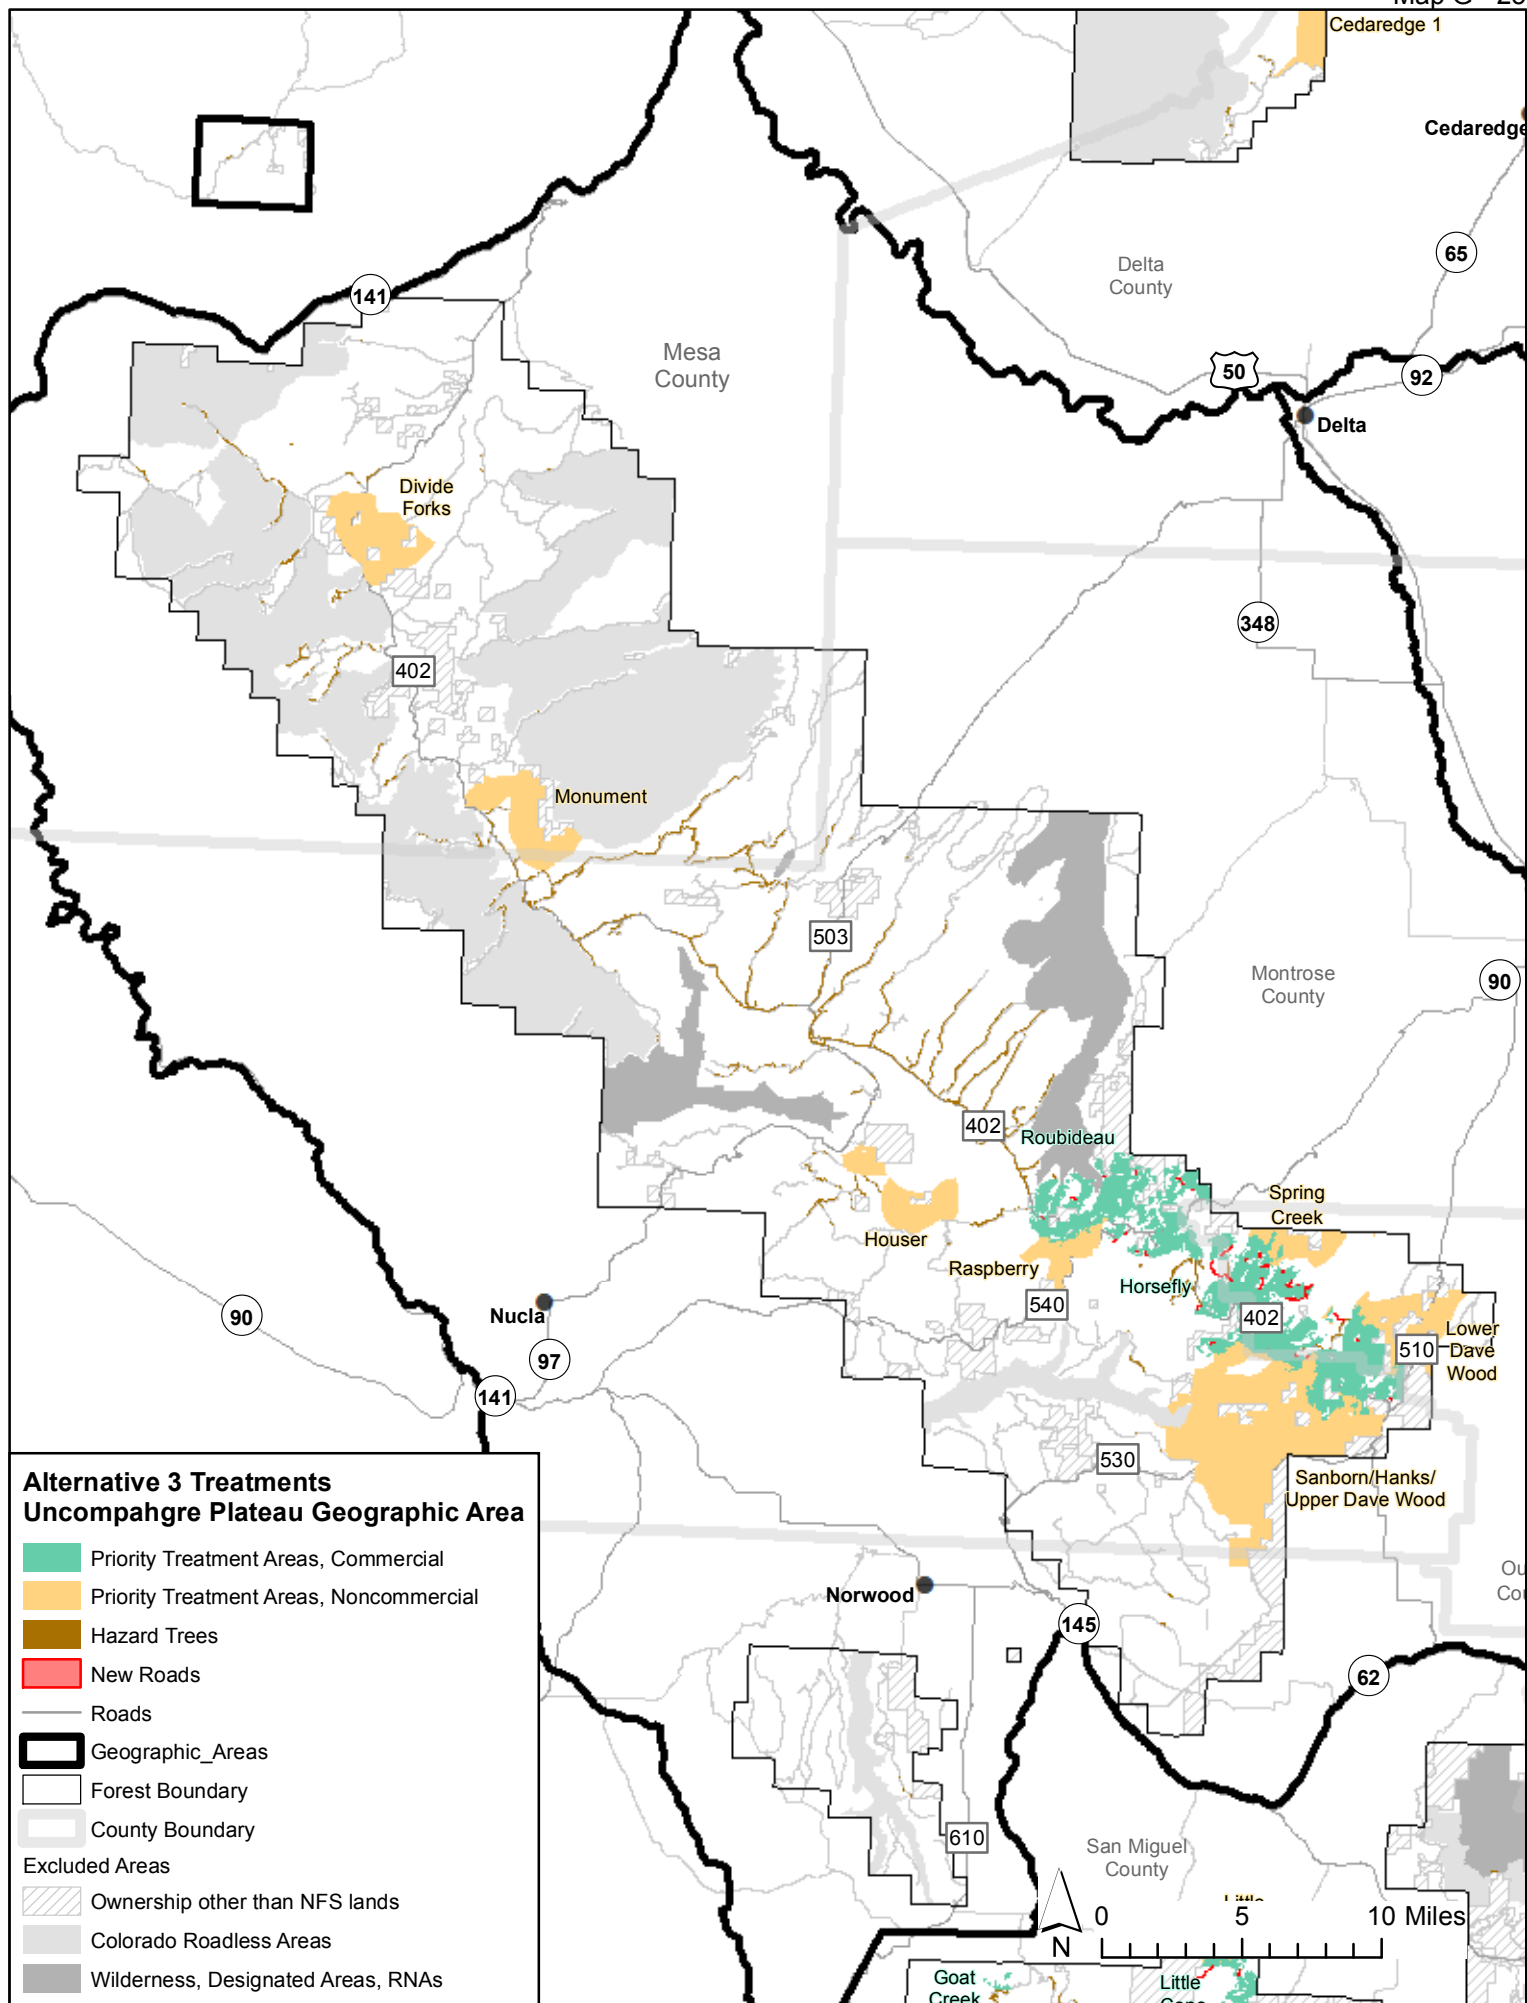 Cedaredge 1
Cedaredge
65
Delta
County
141
Mesa
County
50
92
Delta
Divide
Forks
348
402
Monument
503
Montrose
County
90
402
Roubideau
Spring
Creek
Houser
Raspberry
Horsefly
540
402
Nucla
90
97
510
Lower
Dave
Wood
141
530
Sanborn/Hanks/
Upper Dave Wood
Norwood
145
62
610
San Miguel
County
Little
0 5 10 Miles
N
Goat
Creek
Little
Alternative 3 Treatments
Uncompahgre Plateau Geographic Area
Priority Treatment Areas, Commercial
Priority Treatment Areas, Noncommercial
Hazard Trees
New Roads
Roads
Geographic_Areas
Forest Boundary
County Boundary
Excluded Areas
Ownership other than NFS lands
Colorado Roadless Areas
Wilderness, Designated Areas, RNAs